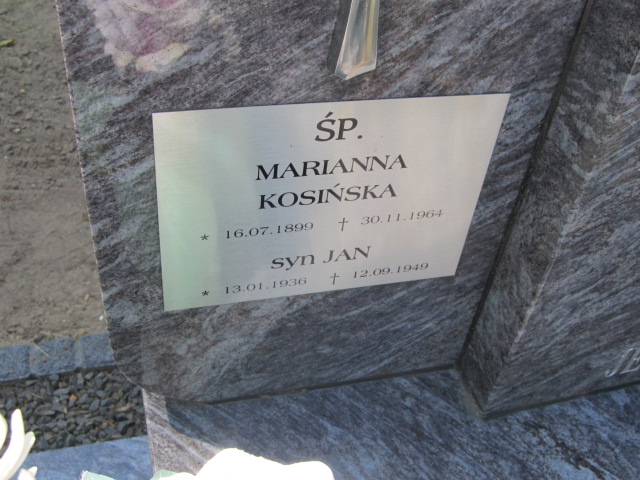 ŚP.
MARIANNA
KOSIŃSKA
* 16.07.1899 † 30.11.1964
syn JAN
* 13.01.1936 † 12.09.1949